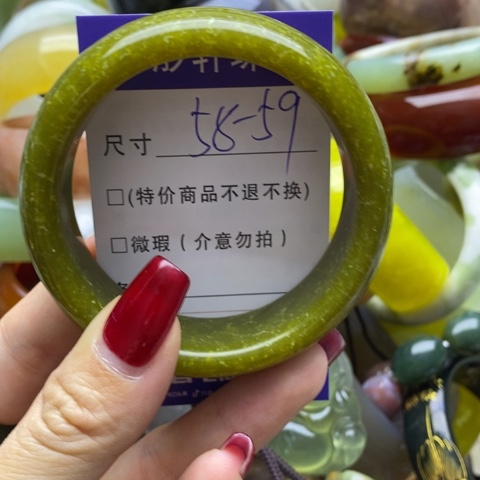 尺寸 58-59
□(特价商品不退不换)
□微瑕(介意勿拍)